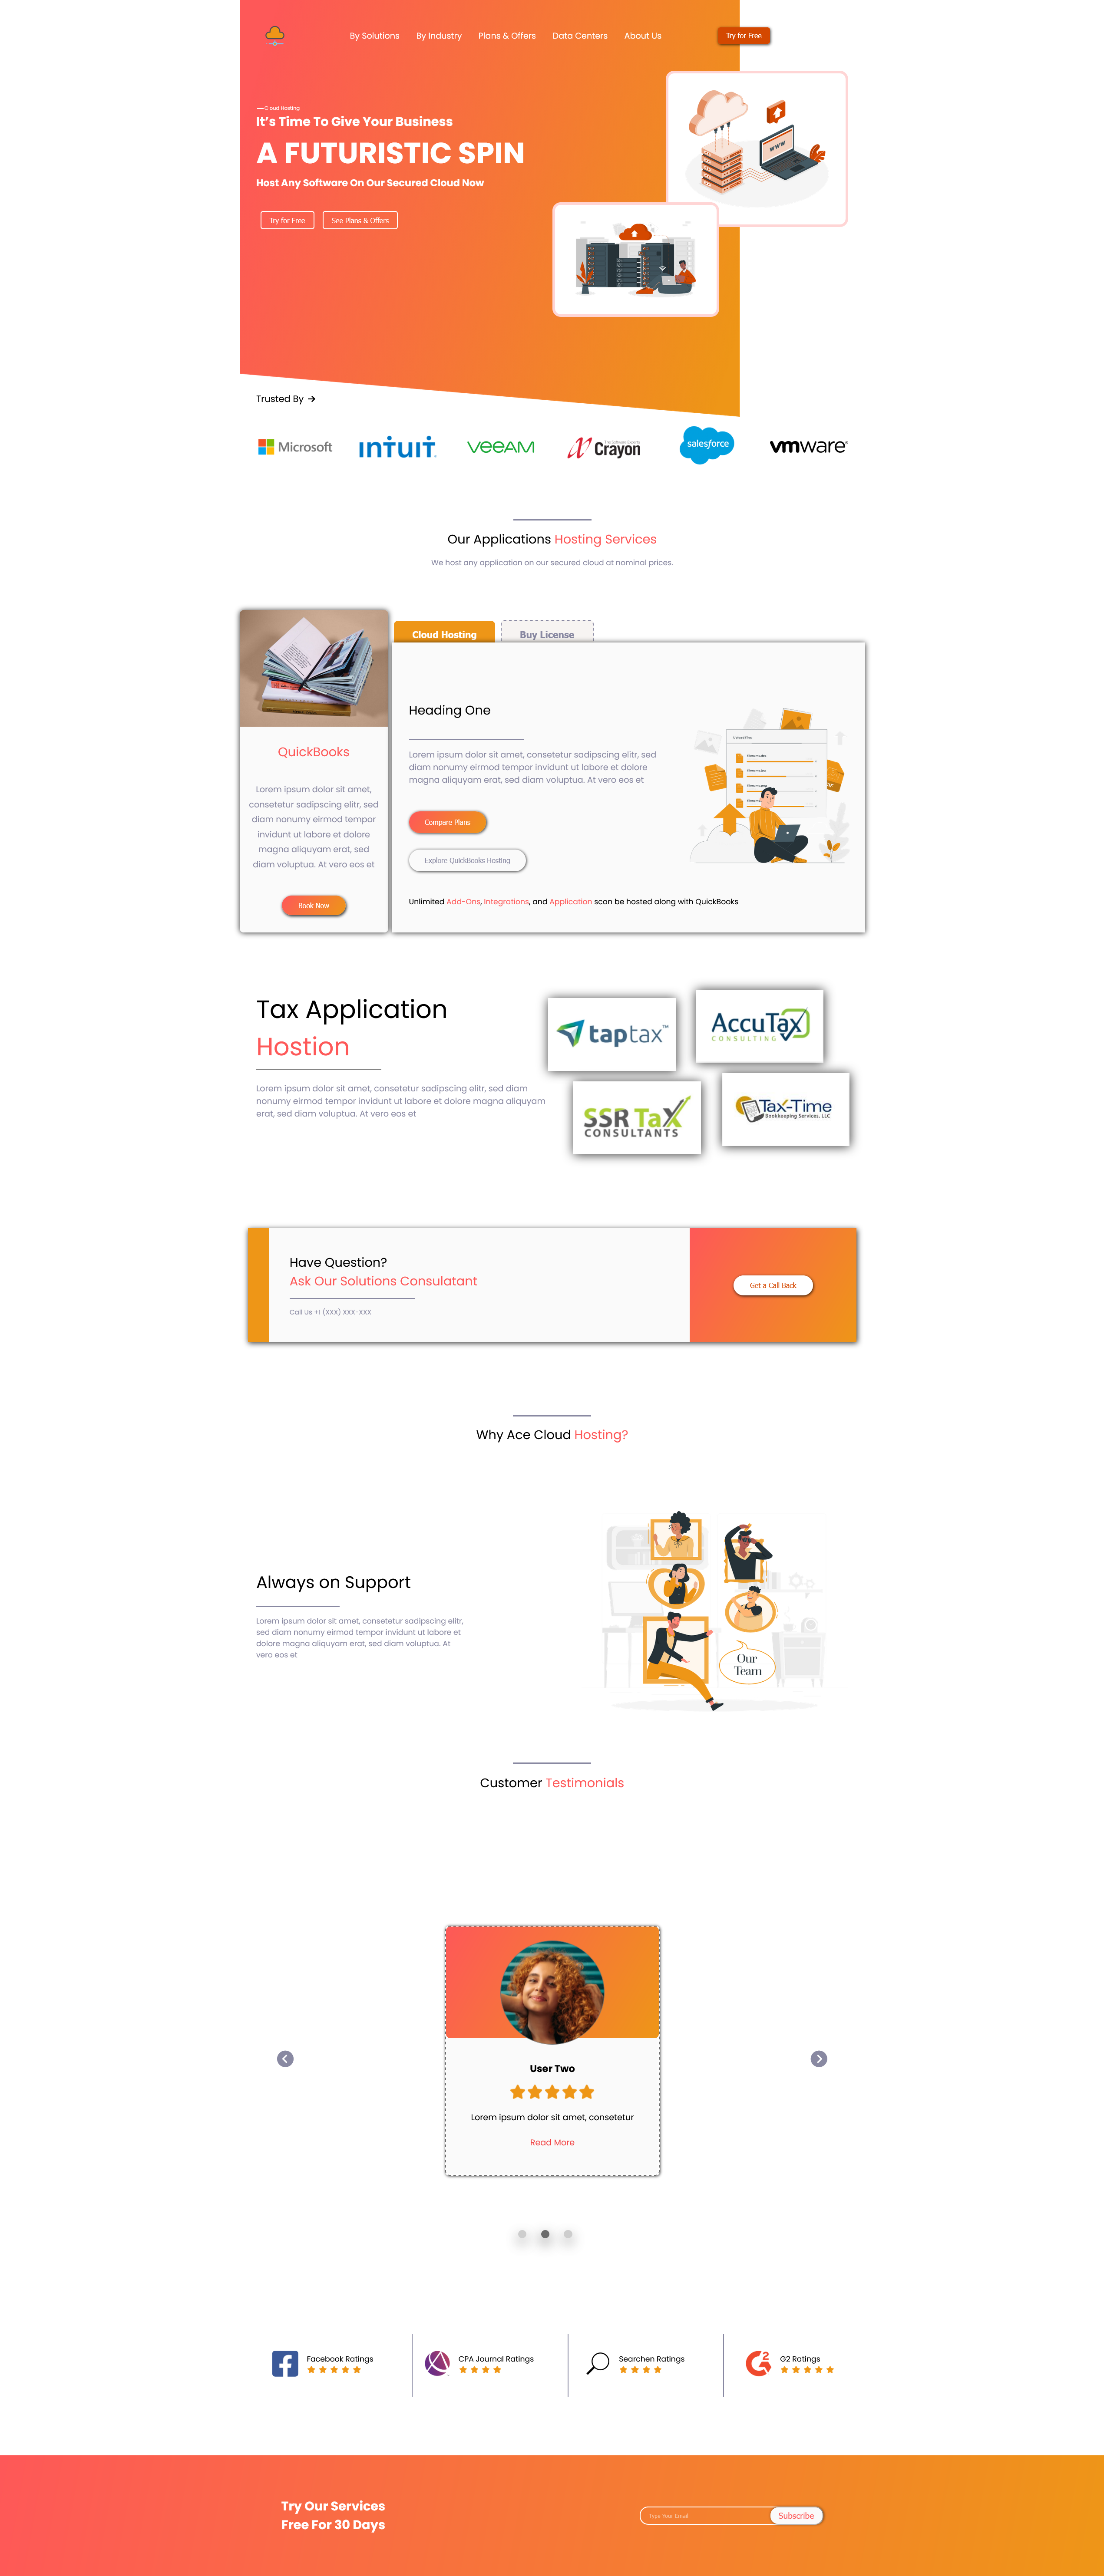 By Solutions
By Industry
Plans & Offers
Data Centers
About Us
Try for Free
Cloud Hosting
It's Time To Give Your Business
A FUTURISTIC SPIN
Host Any Software On Our Secured Cloud Now
Try for Free
See Plans & Offers
WWW
Trusted By
Microsoft
intuit
veeam
The Software Experts
Crayon
salesforce
vmware
Our Applications Hosting Services
We host any application on our secured cloud at nominal prices.
Cloud Hosting
Buy License
QuickBooks
Lorem ipsum dolor sit amet,
consetetur sadipscing elitr, sed
diam nonumy eirmod tempor
invidunt ut labore et dolore
magna aliquyam erat, sed
diam voluptua. At vero eos et
Book Now
Heading One
Lorem ipsum dolor sit amet, consetetur sadipscing elitr, sed
diam nonumy eirmod tempor invidunt ut labore et dolore
magna aliquyam erat, sed diam voluptua. At vero eos et
Compare Plans
Explore QuickBooks Hosting
Unlimited Add-Ons, Integrations, and Application scan be hosted along with QuickBooks
Tax Application
Hostion
Lorem ipsum dolor sit amet, consetetur sadipscing elitr, sed diam
nonumy eirmod tempor invidunt ut labore et dolore magna aliquyam
erat, sed diam voluptua. At vero eos et
taptax™
AccuTax
CONSULTING
SSR TaX
CONSULTANTS
Tax-Time
Bookkeeping Services, LLC
Have Question?
Ask Our Solutions Consulatant
Call Us +1 (XXX) XXX-XXX
Get a Call Back
Why Ace Cloud Hosting?
Always on Support
Lorem ipsum dolor sit amet, consetetur sadipscing elitr,
sed diam nonumy eirmod tempor invidunt ut labore et
dolore magna aliquyam erat, sed diam voluptua. At
vero eos et
Our
Team
Customer Testimonials
User Two
Lorem ipsum dolor sit amet, consetetur
Read More
Facebook Ratings
CPA Journal Ratings
Searchen Ratings
G2 Ratings
Try Our Services
Free For 30 Days
Type Your Email
Subscribe